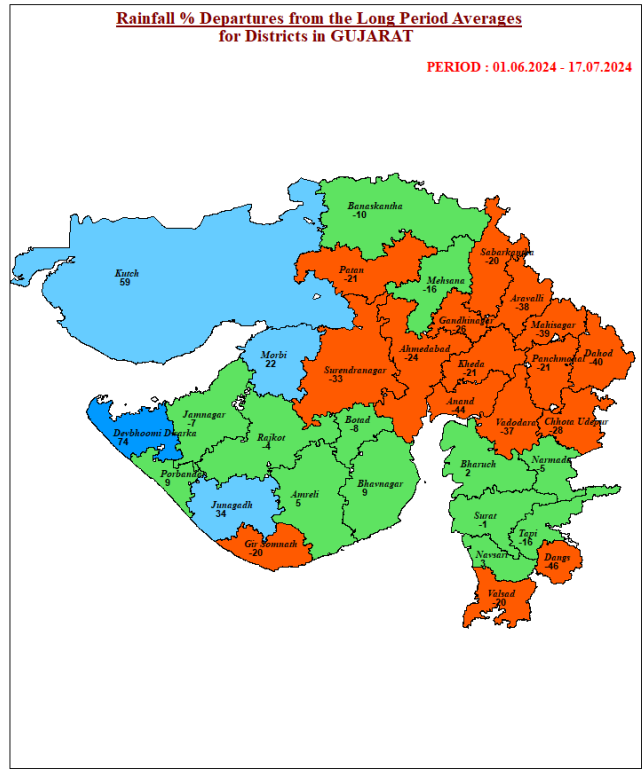 Rainfall % Departures from the Long Period Averages
for Districts in GUJARAT
PERIOD : 01.06.2024 - 17.07.2024
Banaskantha
-10
Kutch
59
Patan
-21
Mehsana
-16
Sabarkantha
-20
Aravalli
-38
Gandhinagar
-26
Mahisagar
-39
Morbi
22
Surendranagar
-33
Ahmedabad
-24
Kheda
-21
Panchmahal
-21
Dahod
-40
Anand
-44
Vadodara
-37
Chhota Udepur
-28
Jamnagar
-7
Devbhoomi Dwarka
74
Rajkot
-4
Botad
-8
Porbandar
9
Junagadh
34
Amreli
5
Bhavnagar
9
Bharuch
2
Narmada
-5
Surat
-1
Tapi
-16
Gir Somnath
-20
Navsari
3
Dangs
-46
Valsad
-20